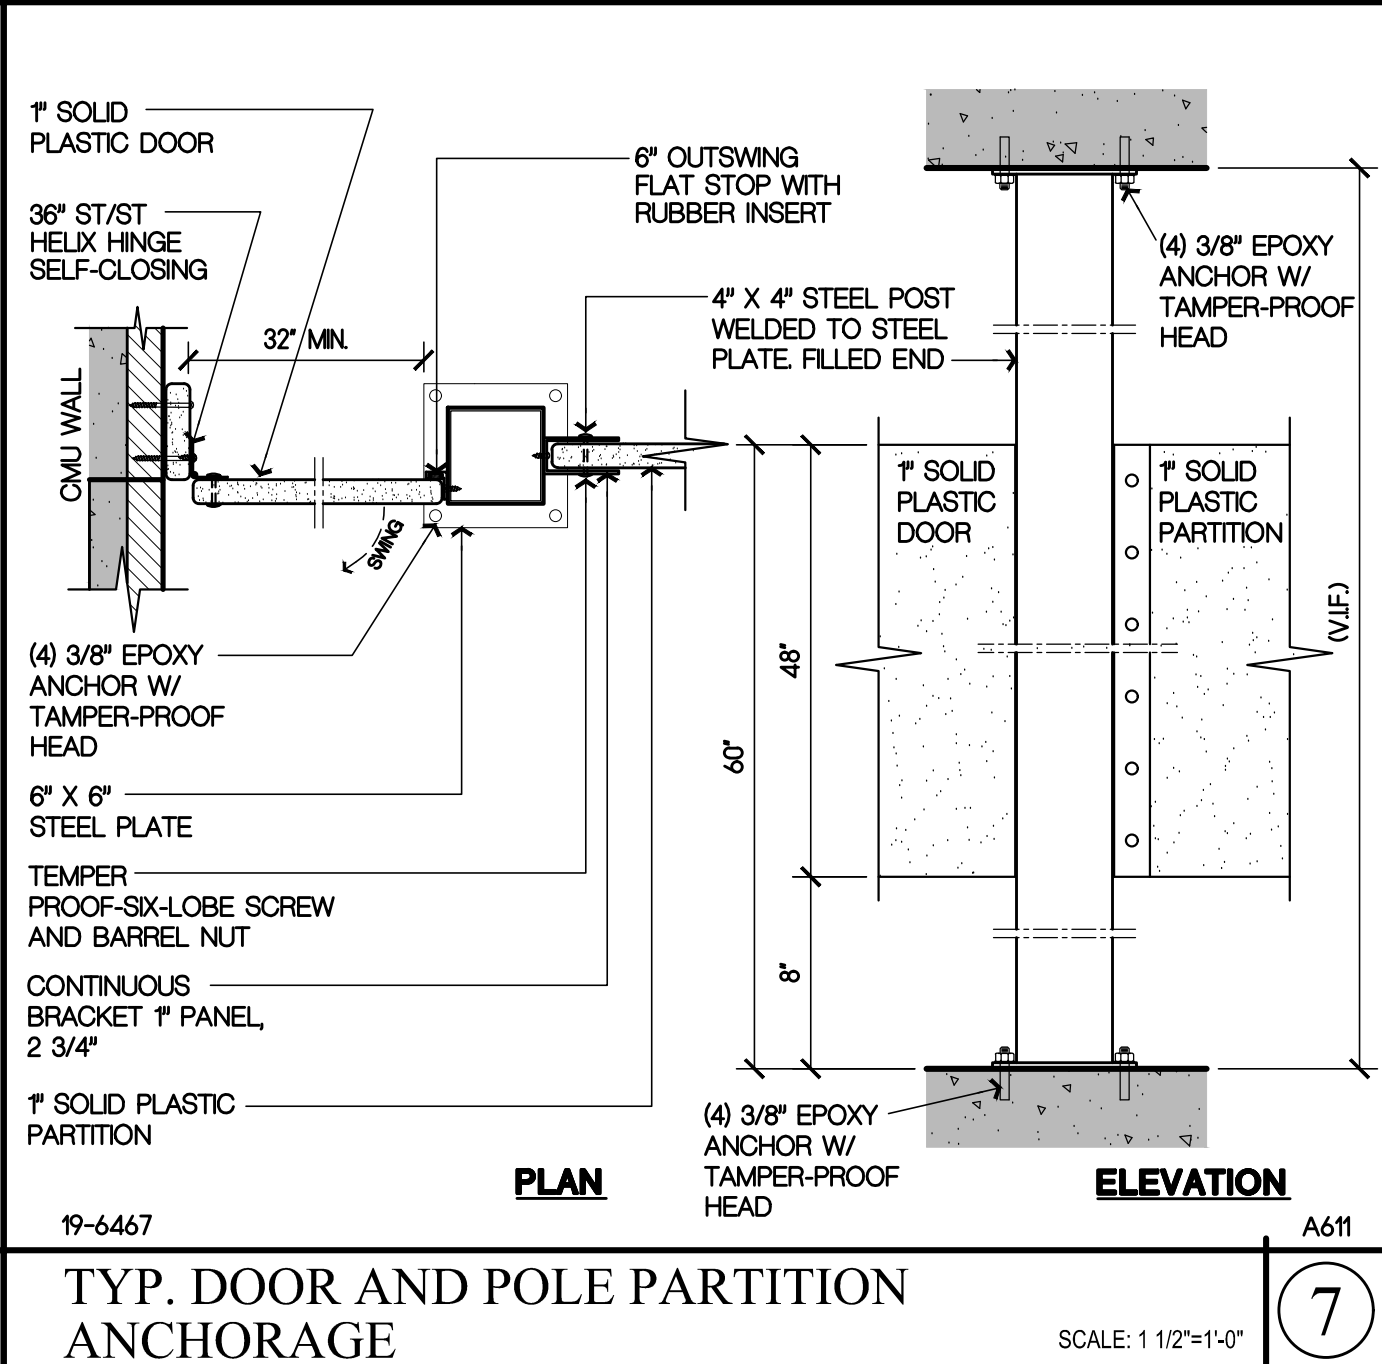 1" SOLID
PLASTIC DOOR
36" ST/ST
HELIX HINGE
SELF-CLOSING
32" MIN.
CMU WALL
SWING
6" OUTSWING
FLAT STOP WITH
RUBBER INSERT
4" X 4" STEEL POST
WELDED TO STEEL
PLATE. FILLED END
(4) 3/8" EPOXY
ANCHOR W/
TAMPER-PROOF
HEAD
6" X 6"
STEEL PLATE
TEMPER
PROOF-SIX-LOBE SCREW
AND BARREL NUT
CONTINUOUS
BRACKET 1" PANEL,
2 3/4"
1" SOLID PLASTIC
PARTITION
PLAN
(4) 3/8" EPOXY
ANCHOR W/
TAMPER-PROOF
HEAD
1" SOLID
PLASTIC
DOOR
1" SOLID
PLASTIC
PARTITION
48"
60"
8"
(V.I.F.)
(4) 3/8" EPOXY
ANCHOR W/
TAMPER-PROOF
HEAD
ELEVATION
19-6467
A611
TYP. DOOR AND POLE PARTITION
ANCHORAGE
SCALE: 1 1/2"=1'-0"
7